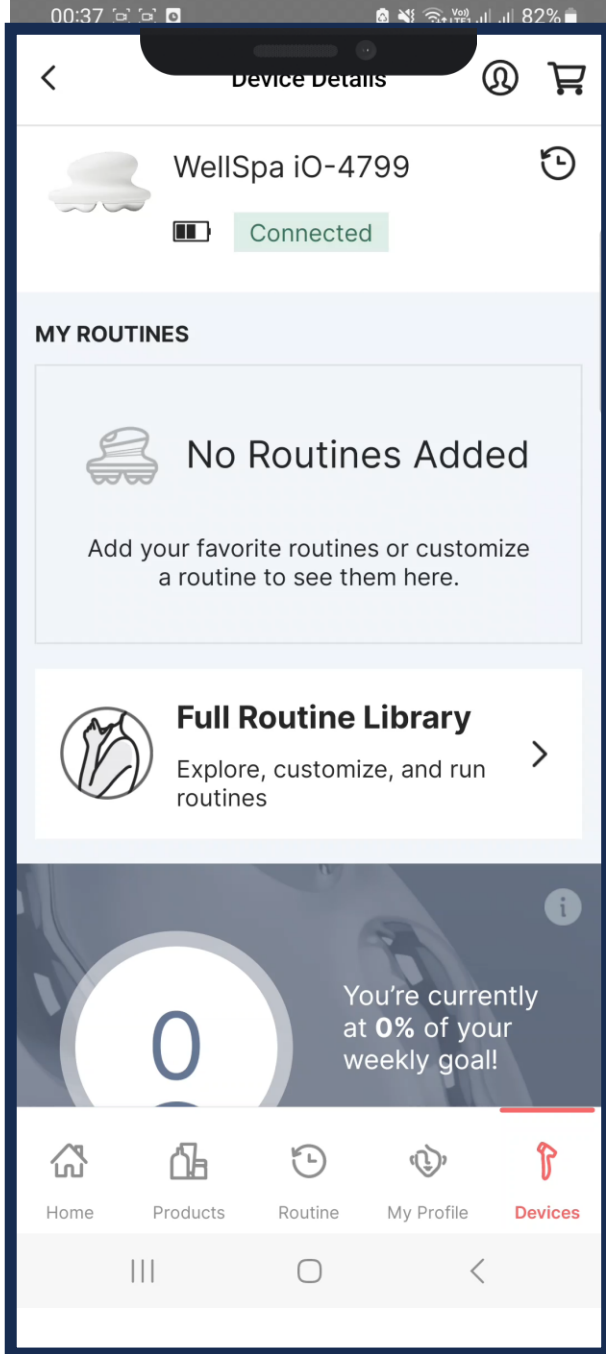 00:37
Vo)) LTE1 82%
Device Details
WellSpa iO-4799
Connected
MY ROUTINES
No Routines Added
Add your favorite routines or customize
a routine to see them here.
Full Routine Library
Explore, customize, and run
routines
i
0
You're currently
at 0% of your
weekly goal!
Home Products Routine My Profile Devices